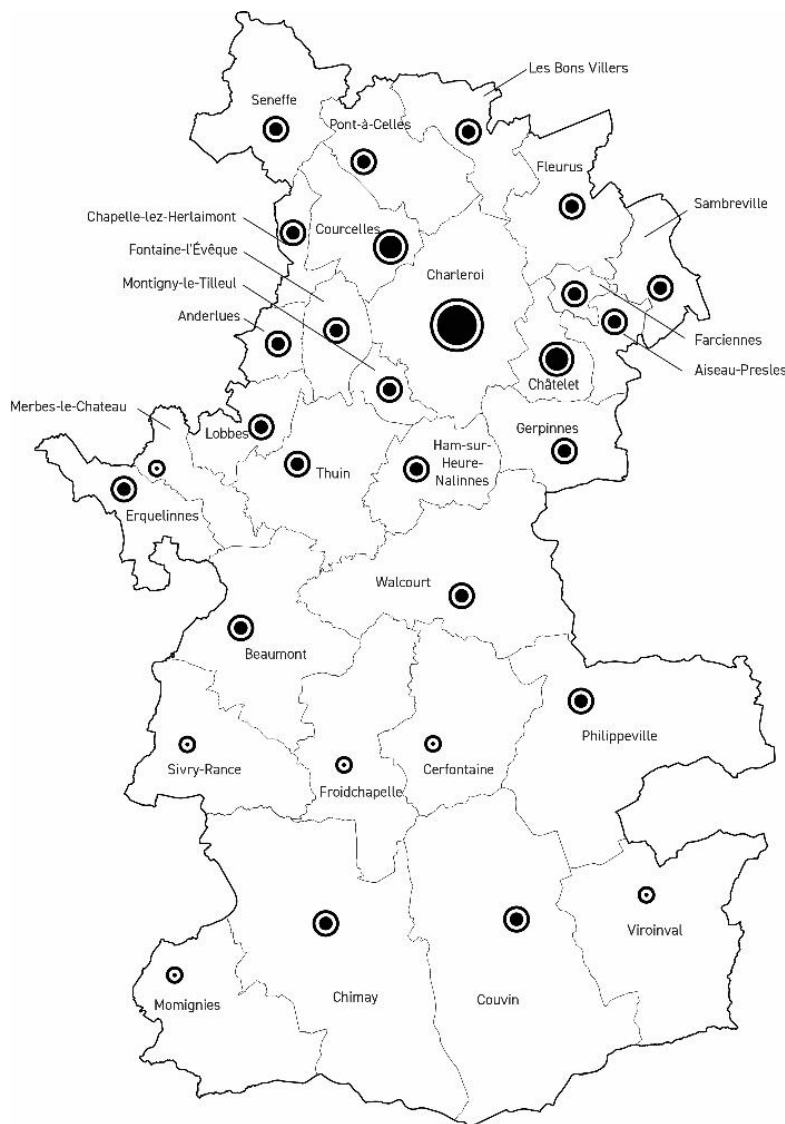 Les Bons Villers
Seneffe
Pont-à-Celles
Fleurus
Sambreville
Chapelle-lez-Herlaimont
Courcelles
Fontaine-l'Évêque
Charleroi
Montigny-le-Tilleul
Anderlues
Farciennes
Aiseau-Presles
Châtelet
Merbes-le-Chateau
Lobbes
Gerpinnes
Ham-sur-
Heure-
Nalinnes
Thuin
Erquelinnes
Walcourt
Beaumont
Philippeville
Sivry-Rance
Cerfontaine
Froidchapelle
Viroinval
Momignies
Chimay
Couvin